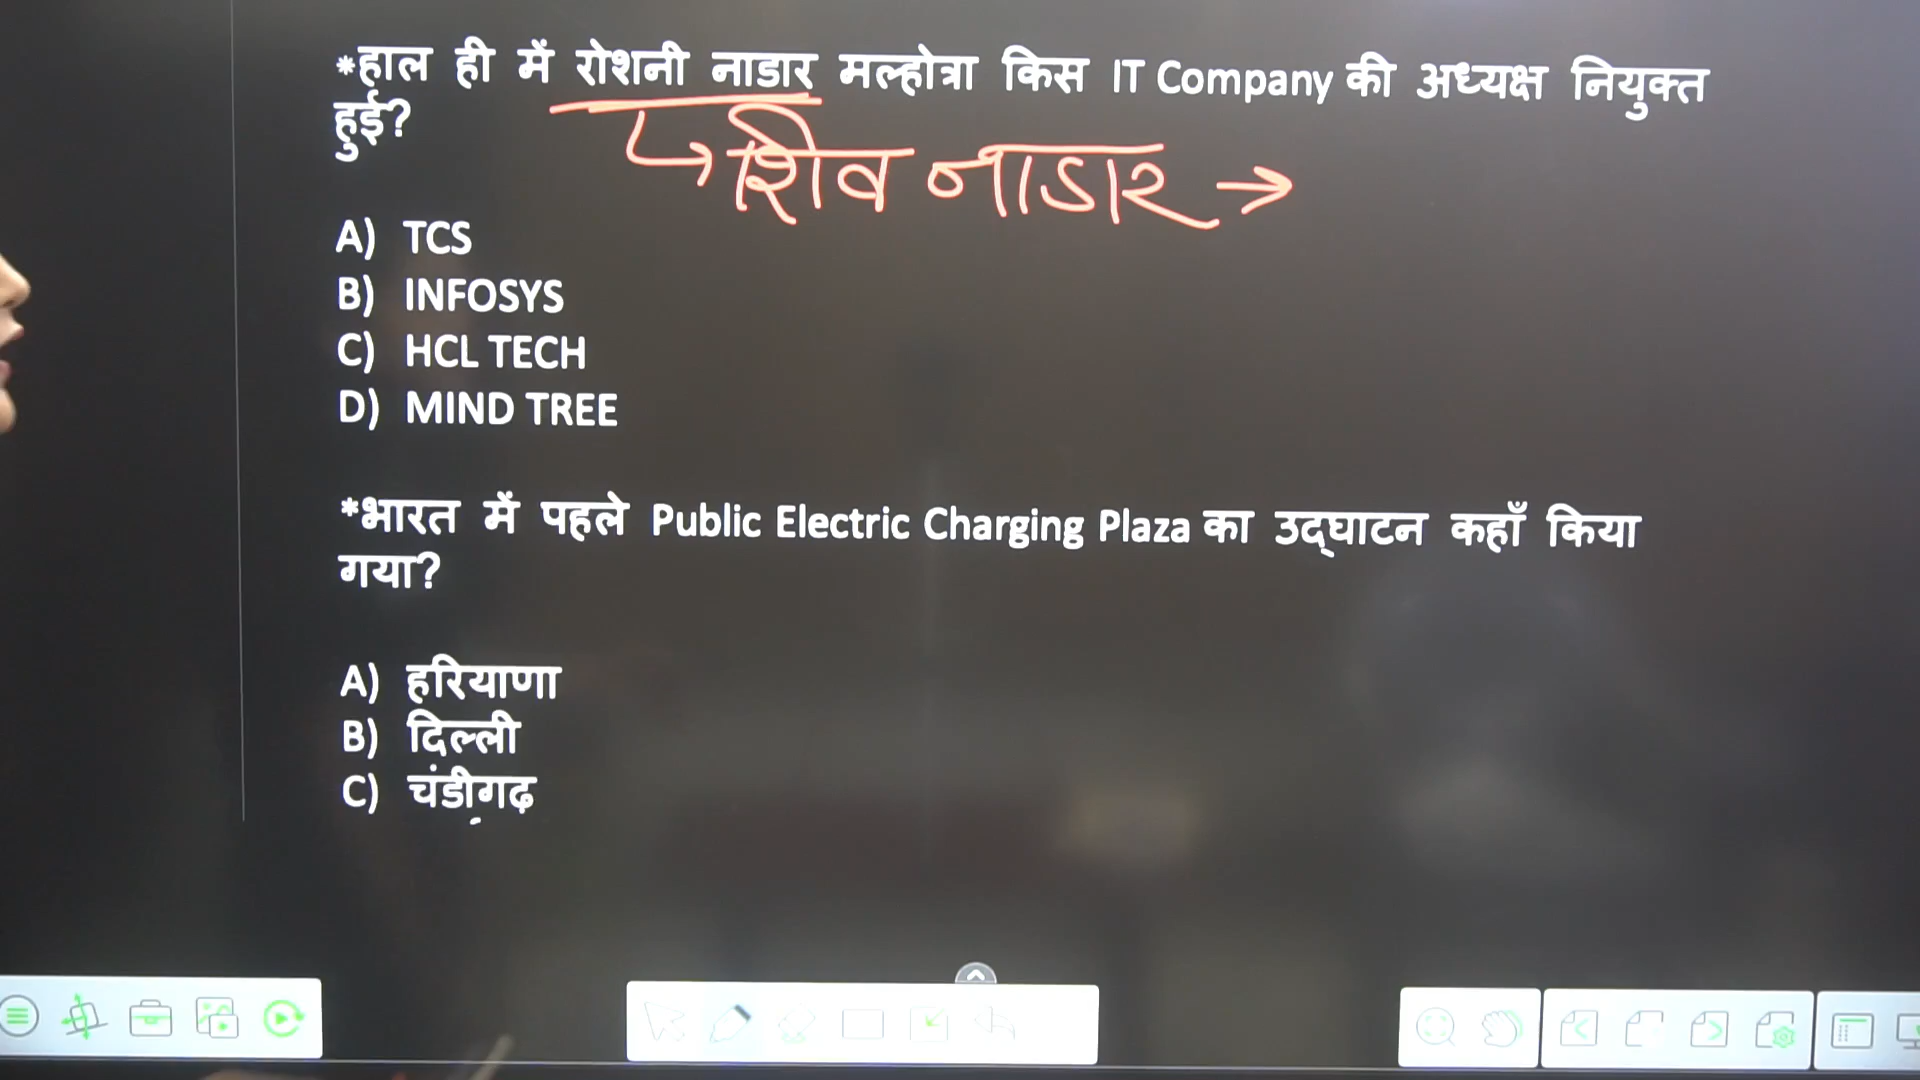 *हाल ही में रोशनी नाडार मल्होत्रा किस IT Company की अध्यक्ष नियुक्त
हुई?
शिव नाडार →
A) TCS
B) INFOSYS
C) HCL TECH
D) MIND TREE
*भारत में पहले Public Electric Charging Plaza का उद्घाटन कहाँ किया
गया?
A) हरियाणा
B) दिल्ली
C) चंडीगढ़